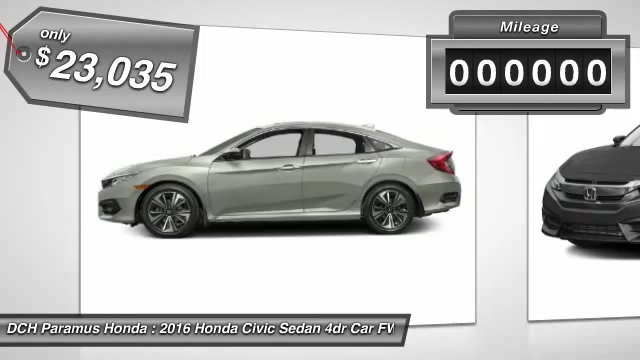 only
$23,035
Mileage
000000
DCH Paramus Honda : 2016 Honda Civic Sedan 4dr Car FV